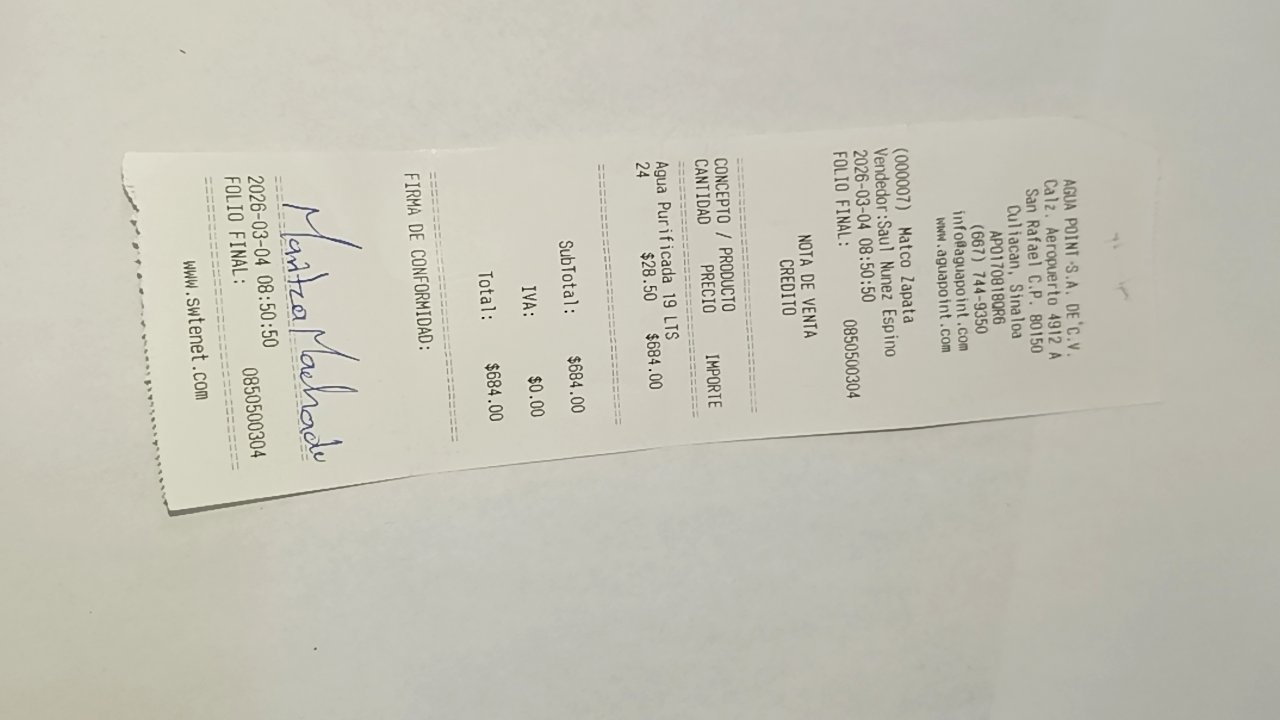 AGUA POINT S.A. DE C.V.
Calz. Aeropuerto 4912 A
San Rafael C.P. 80150
Culiacan, Sinaloa
APO170818QR6
(667) 744-9350
info@aguapoint.com
www.aguapoint.com
(000007) Matco Zapata
Vendedor:Saul Nunez Espino
2026-03-04 08:50:50
FOLIO FINAL: 0850500304
NOTA DE VENTA
CREDITO
CONCEPTO / PRODUCTO
CANTIDAD PRECIO IMPORTE
Agua Purificada 19 LTS
24 $28.50 $684.00
SubTotal: $684.00
IVA: $0.00
Total: $684.00
FIRMA DE CONFORMIDAD:
Maritza Machado
2026-03-04 08:50:50
FOLIO FINAL: 0850500304
www.swtenet.com